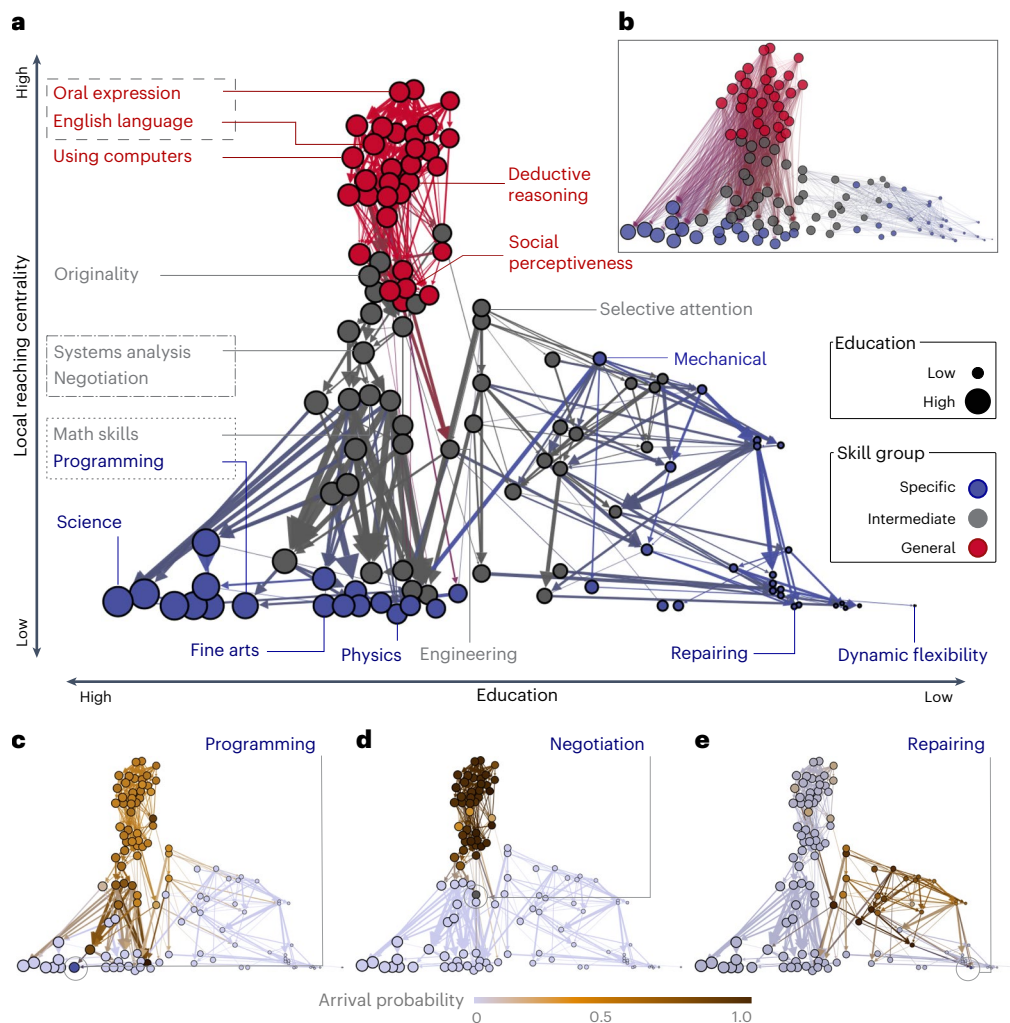 a
b
High
Oral expression
English language
Using computers
Deductive
reasoning
Social
perceptiveness
Originality
Selective attention
Local reaching centrality
Systems analysis
Negotiation
Mechanical
Education
Low
High
Math skills
Programming
Skill group
Specific
Intermediate
General
Science
Low
Fine arts
Physics
Engineering
Repairing
Dynamic flexibility
High
Education
Low
c
Programming
d
Negotiation
e
Repairing
Arrival probability
0
0.5
1.0